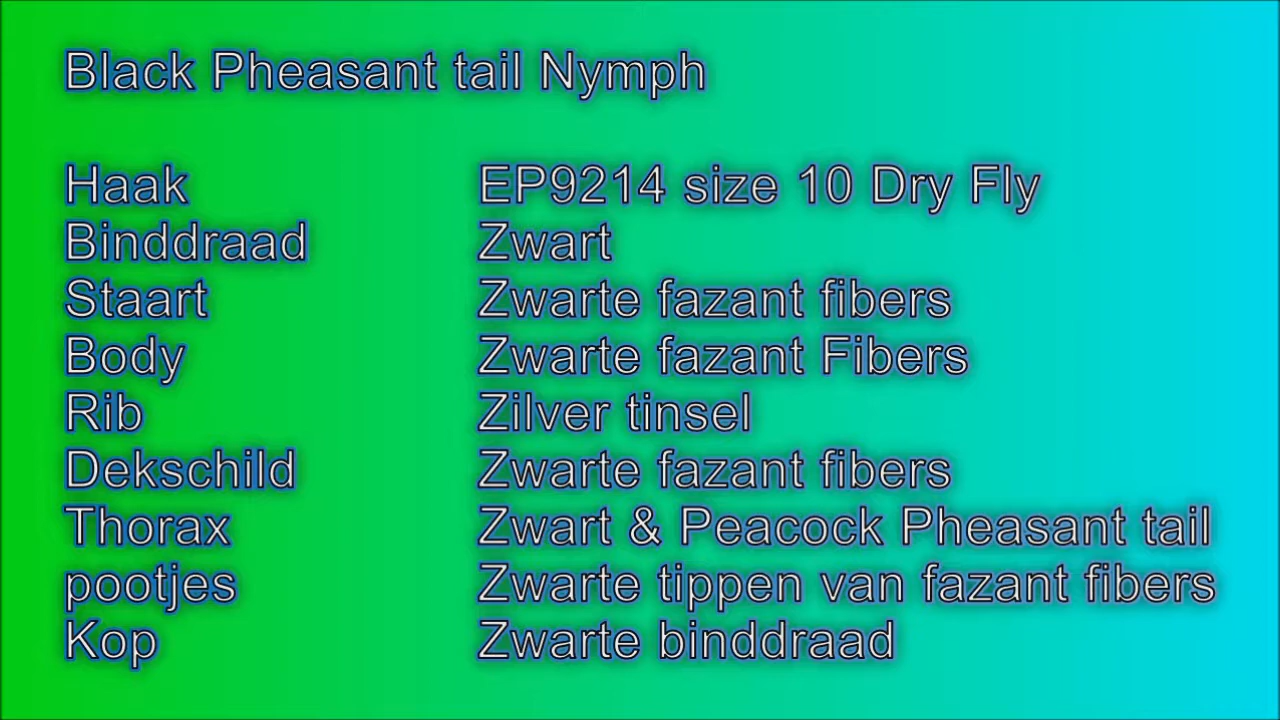 Black Pheasant tail Nymph
Haak EP9214 size 10 Dry Fly
Binddraad Zwart
Staart Zwarte fazant fibers
Body Zwarte fazant Fibers
Rib Zilver tinsel
Dekschild Zwarte fazant fibers
Thorax Zwart & Peacock Pheasant tail
pootjes Zwarte tippen van fazant fibers
Kop Zwarte binddraad